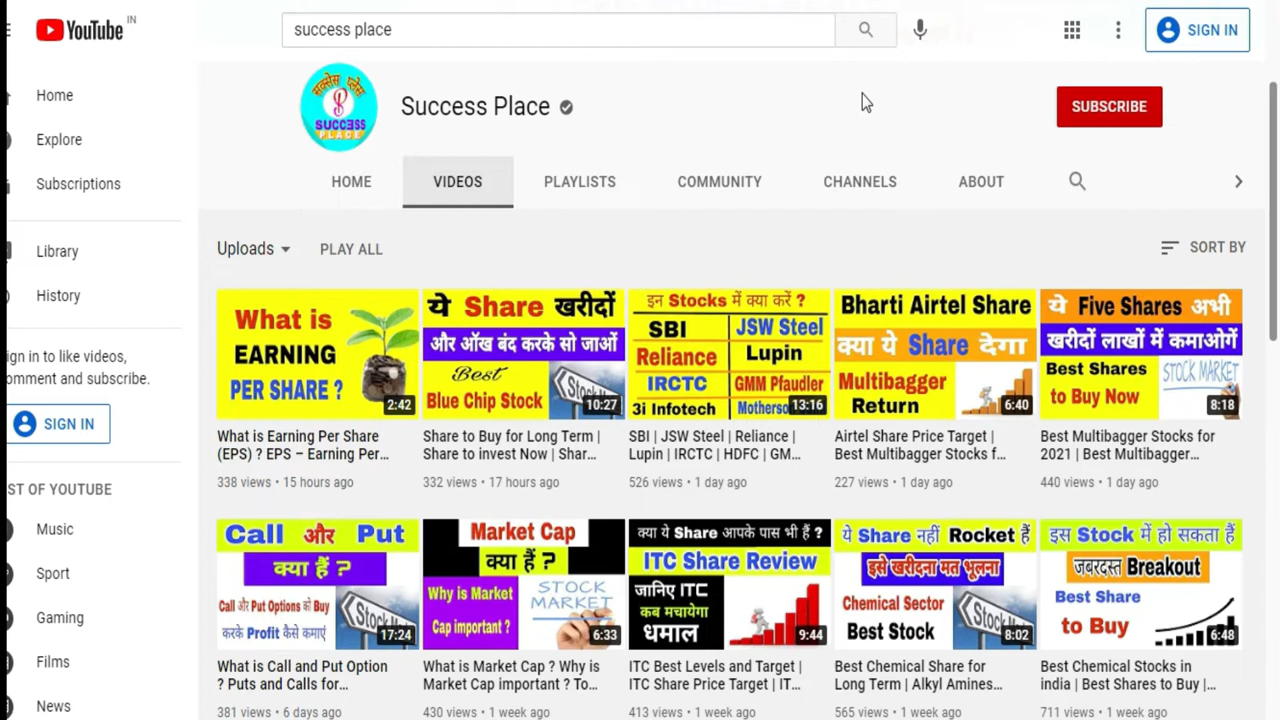 YouTube IN
success place
SIGN IN
Home
Explore
Subscriptions
Library
History
ign in to like videos,
omment and subscribe.
SIGN IN
ST OF YOUTUBE
Music
Sport
Gaming
Films
News
सक्सेस प्लेस
SUCCESS
PLACE
Success Place
SUBSCRIBE
HOME VIDEOS PLAYLISTS COMMUNITY CHANNELS ABOUT
Uploads PLAY ALL SORT BY
What is
EARNING
PER SHARE ?
2:42
What is Earning Per Share
(EPS) ? EPS – Earning Per...
338 views • 15 hours ago
ये Share खरीदों
और आँख बंद करके सो जाओं
Best
Blue Chip Stock
10:27
Share to Buy for Long Term |
Share to invest Now | Shar...
332 views • 17 hours ago
इन Stocks में क्या करें ?
SBI JSW Steel
Reliance Lupin
IRCTC GMM Pfaudler
3i Infotech Motherso
13:16
SBI | JSW Steel | Reliance |
Lupin | IRCTC | HDFC | GM...
526 views • 1 day ago
Bharti Airtel Share
क्या ये Share देगा
Multibagger
Return
6:40
Airtel Share Price Target |
Best Multibagger Stocks f...
227 views • 1 day ago
ये Five Shares अभी
खरीदों लाखों में कमाओगें
Best Shares
to Buy Now
STOCK MARKET
8:18
Best Multibagger Stocks for
2021 | Best Multibagger...
440 views • 1 day ago
Call और Put
क्या हैं ?
Call और Put Options को Buy
करके Profit कैसे कमाएं
17:24
What is Call and Put Option
? Puts and Calls for...
381 views • 6 days ago
Market Cap
क्या हैं ?
Why is Market
Cap important ?
STOCK
MARKET
6:33
What is Market Cap ? Why is
Market Cap important ? To...
430 views • 1 week ago
क्या ये Share आपके पास भी हैं ?
ITC Share Review
जानिए ITC
कब मचायेगा
धमाल
9:44
ITC Best Levels and Target |
ITC Share Price Target | IT...
413 views • 1 week ago
ये Share नहीं Rocket हैं
इसे खरीदना मत भूलना
Chemical Sector
Best Stock
8:02
Best Chemical Share for
Long Term | Alkyl Amines...
565 views • 1 week ago
इस Stock में हो सकता हैं
जबरदस्त Breakout
Best Share
to Buy
6:48
Best Chemical Stocks in
india | Best Shares to Buy |...
711 views • 1 week ago